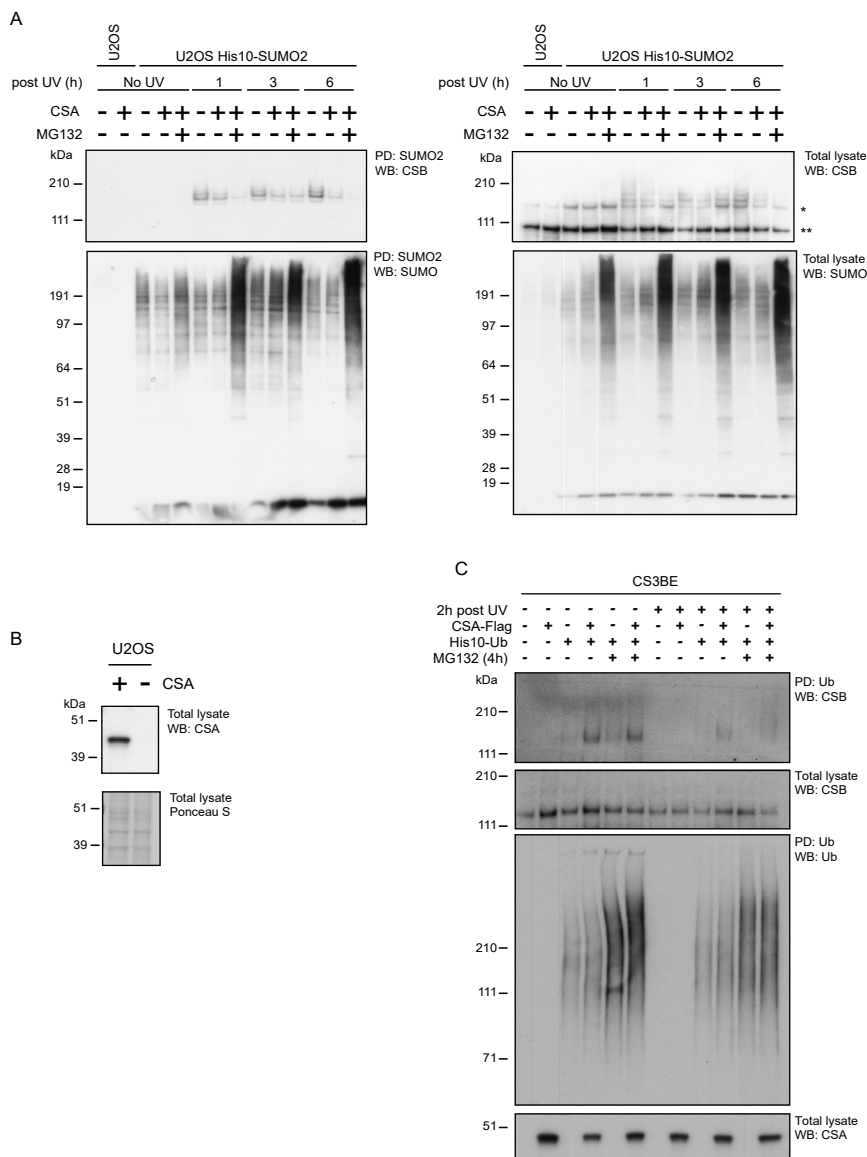 A
U2OS
U2OS His10-SUMO2
post UV (h) No UV 1 3 6
CSA - + - + + - + + - + + - + +
MG132 - - - - + - - + - - + - - +
kDa
210
111
PD: SUMO2
WB: CSB
191
97
64
51
39
28
19
PD: SUMO2
WB: SUMO
U2OS
U2OS His10-SUMO2
post UV (h) No UV 1 3 6
CSA - + - + + - + + - + + - + +
MG132 - - - - + - - + - - + - - +
kDa
210
111
Total lysate
WB: CSB
*
**
191
97
64
51
39
28
19
Total lysate
WB: SUMO
B
U2OS
+ - CSA
kDa
51
39
Total lysate
WB: CSA
51
39
Total lysate
Ponceau S
C
CS3BE
2h post UV - - - - - - + + + + + +
CSA-Flag - + - + - + - + - + - +
His10-Ub - - + + + + - - + + + +
MG132 (4h) - - - - + + - - - - + +
kDa
210
111
PD: Ub
WB: CSB
210
111
Total lysate
WB: CSB
210
111
71
PD: Ub
WB: Ub
51
Total lysate
WB: CSA